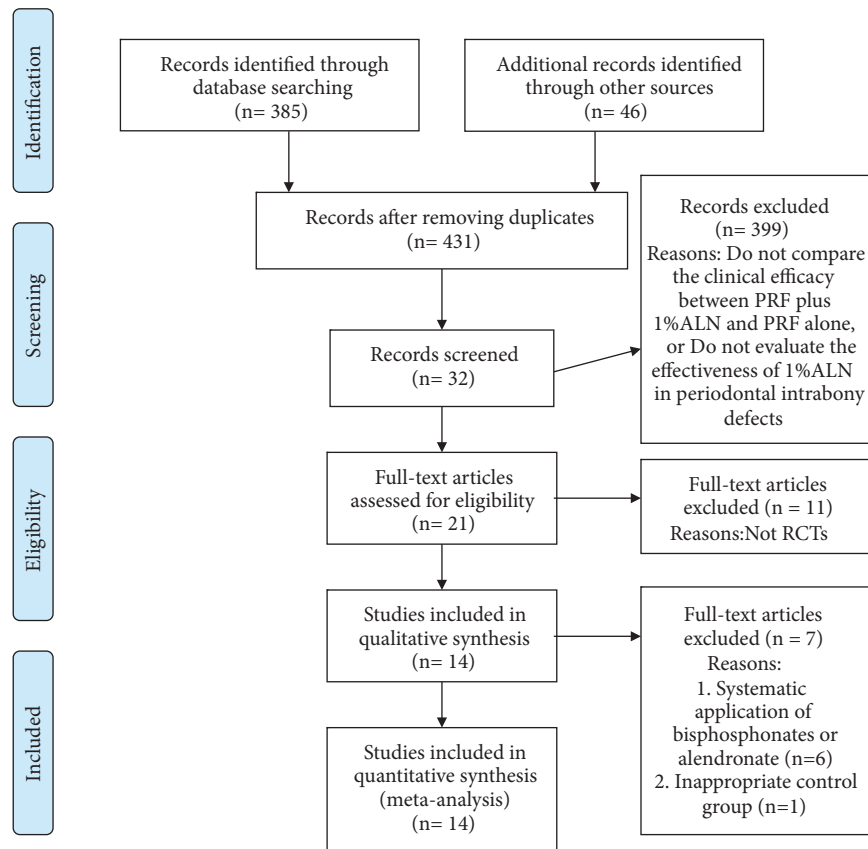 Identification
Records identified through
database searching
(n= 385)
Additional records identified
through other sources
(n= 46)
Screening
Records after removing duplicates
(n= 431)
Records excluded
(n= 399)
Reasons: Do not compare
the clinical efficacy
between PRF plus
1%ALN and PRF alone,
or Do not evaluate the
effectiveness of 1%ALN
in periodontal intrabony
defects
Records screened
(n= 32)
Eligibility
Full-text articles
assessed for eligibility
(n= 21)
Full-text articles
excluded (n = 11)
Reasons:Not RCTs
Studies included in
qualitative synthesis
(n= 14)
Full-text articles
excluded (n = 7)
Reasons:
1. Systematic
application of
bisphosphonates or
alendronate (n=6)
2. Inappropriate control
group (n=1)
Included
Studies included in
quantitative synthesis
(meta-analysis)
(n= 14)